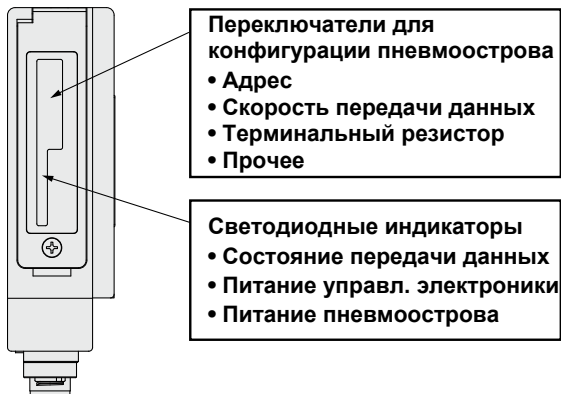 Переключатели для
конфигурации пневмоострова
• Адрес
• Скорость передачи данных
• Терминальный резистор
• Прочее
Светодиодные индикаторы
• Состояние передачи данных
• Питание управл. электроники
• Питание пневмоострова